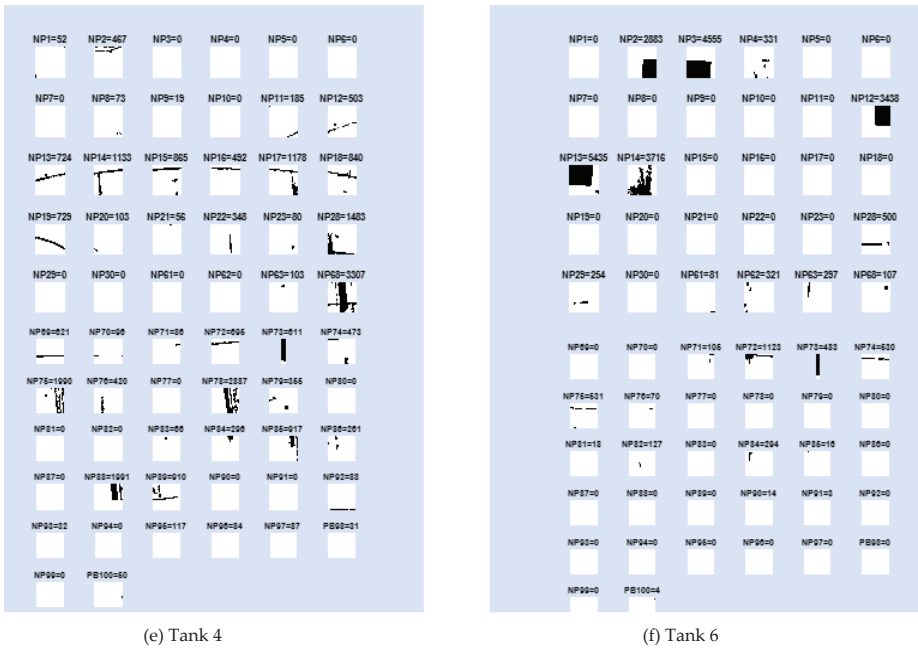 NP1=52 NP2=467 NP3=0 NP4=0 NP5=0 NP6=0
NP7=0 NP8=73 NP9=19 NP10=0 NP11=185 NP12=503
NP13=724 NP14=1133 NP15=865 NP16=492 NP17=1178 NP18=840
NP19=729 NP20=103 NP21=56 NP22=348 NP23=80 NP28=1483
NP29=0 NP30=0 NP61=0 NP62=0 NP63=103 NP68=3307
NP69=621 NP70=96 NP71=86 NP72=695 NP73=611 NP74=473
NP75=1990 NP76=420 NP77=0 NP78=2887 NP79=355 NP80=0
NP81=0 NP82=0 NP83=66 NP84=296 NP85=917 NP86=261
NP87=0 NP88=1991 NP89=910 NP90=0 NP91=0 NP92=88
NP93=82 NP94=0 NP95=117 NP96=84 NP97=87 PB98=31
NP99=0 PB100=50
(e) Tank 4
NP1=0 NP2=2883 NP3=4555 NP4=331 NP5=0 NP6=0
NP7=0 NP8=0 NP9=0 NP10=0 NP11=0 NP12=3438
NP13=5435 NP14=3716 NP15=0 NP16=0 NP17=0 NP18=0
NP19=0 NP20=0 NP21=0 NP22=0 NP23=0 NP28=500
NP29=254 NP30=0 NP61=81 NP62=321 NP63=297 NP68=107
NP69=0 NP70=0 NP71=105 NP72=1123 NP73=483 NP74=530
NP75=531 NP76=70 NP77=0 NP78=0 NP79=0 NP80=0
NP81=18 NP82=127 NP83=0 NP84=294 NP85=16 NP86=0
NP87=0 NP88=0 NP89=0 NP90=14 NP91=3 NP92=0
NP93=0 NP94=0 NP95=0 NP96=0 NP97=0 PB98=0
NP99=0 PB100=4
(f) Tank 6